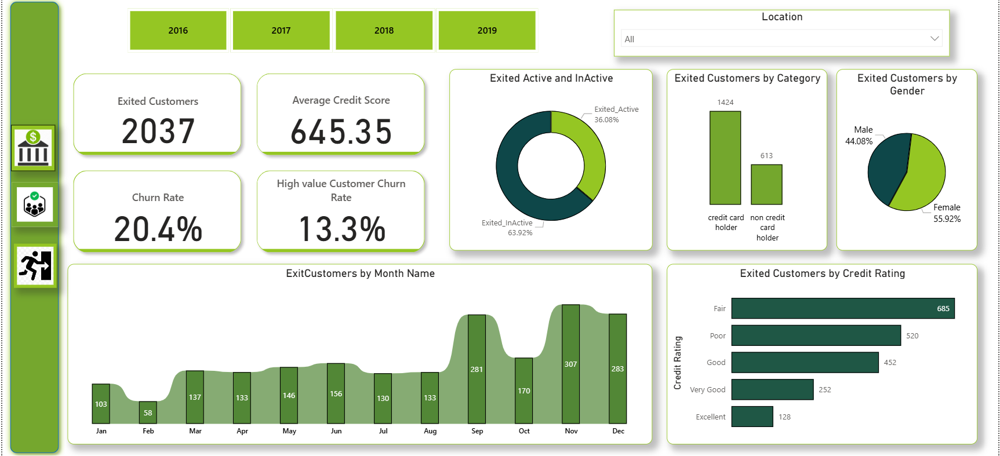 2016
2017
2018
2019
Location
All
Exited Customers
2037
Average Credit Score
645.35
Churn Rate
20.4%
High value Customer Churn
Rate
13.3%
Exited Active and InActive
Exited_Active
36.08%
Exited_InActive
63.92%
Exited Customers by Category
1424
613
credit card
holder
non credit
card
holder
Exited Customers by
Gender
Male
44.08%
Female
55.92%
ExitCustomers by Month Name
103
58
137
133
146
156
130
133
281
170
307
283
Jan
Feb
Mar
Apr
May
Jun
Jul
Aug
Sep
Oct
Nov
Dec
Exited Customers by Credit Rating
Credit Rating
Fair
685
Poor
520
Good
452
Very Good
252
Excellent
128
$